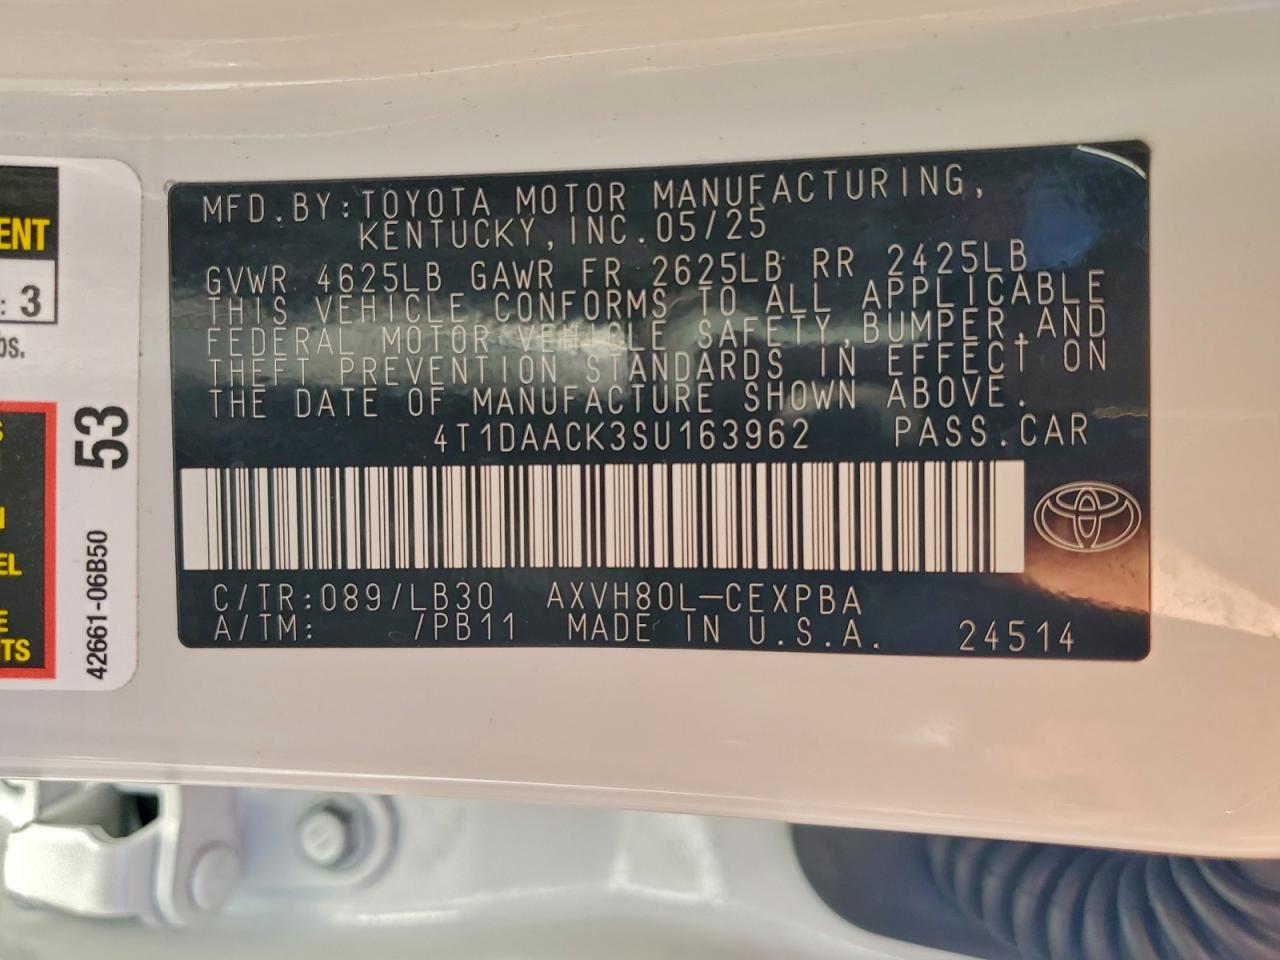 MFD.BY:TOYOTA MOTOR MANUFACTURING,
KENTUCKY,INC.05/25
GVWR 4625LB GAWR FR 2625LB RR 2425LB
THIS VEHICLE CONFORMS TO ALL APPLICABLE
FEDERAL MOTOR VEHICLE SAFETY,BUMPER,AND
THEFT PREVENTION STANDARDS IN EFFECT ON
THE DATE OF MANUFACTURE SHOWN ABOVE.
4T1DAACK3SU163962 PASS.CAR
C/TR:089/LB30 AXVH80L-CEXPBA
A/TM: /PB11 MADE IN U.S.A. 24514
ENT
: 3
bs.
53
42661-06B50
S
N
EL
E
TS